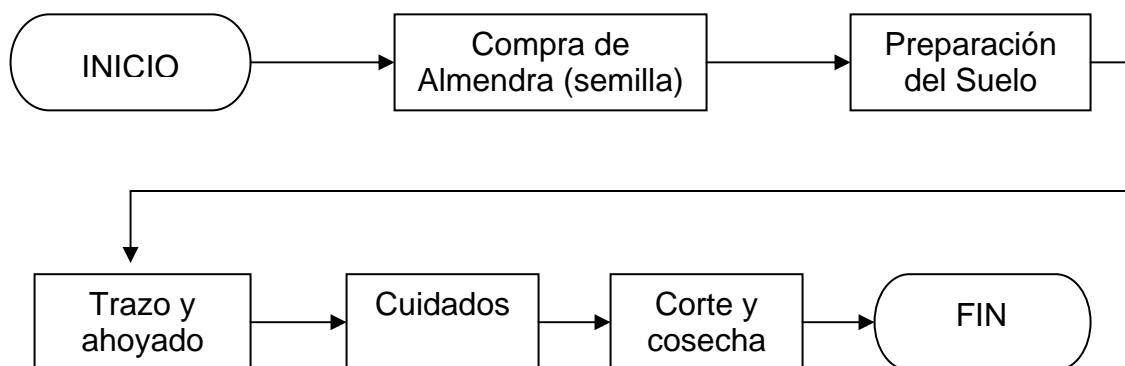 INICIO
Compra de
Almendra (semilla)
Preparación
del Suelo
Trazo y
ahoyado
Cuidados
Corte y
cosecha
FIN